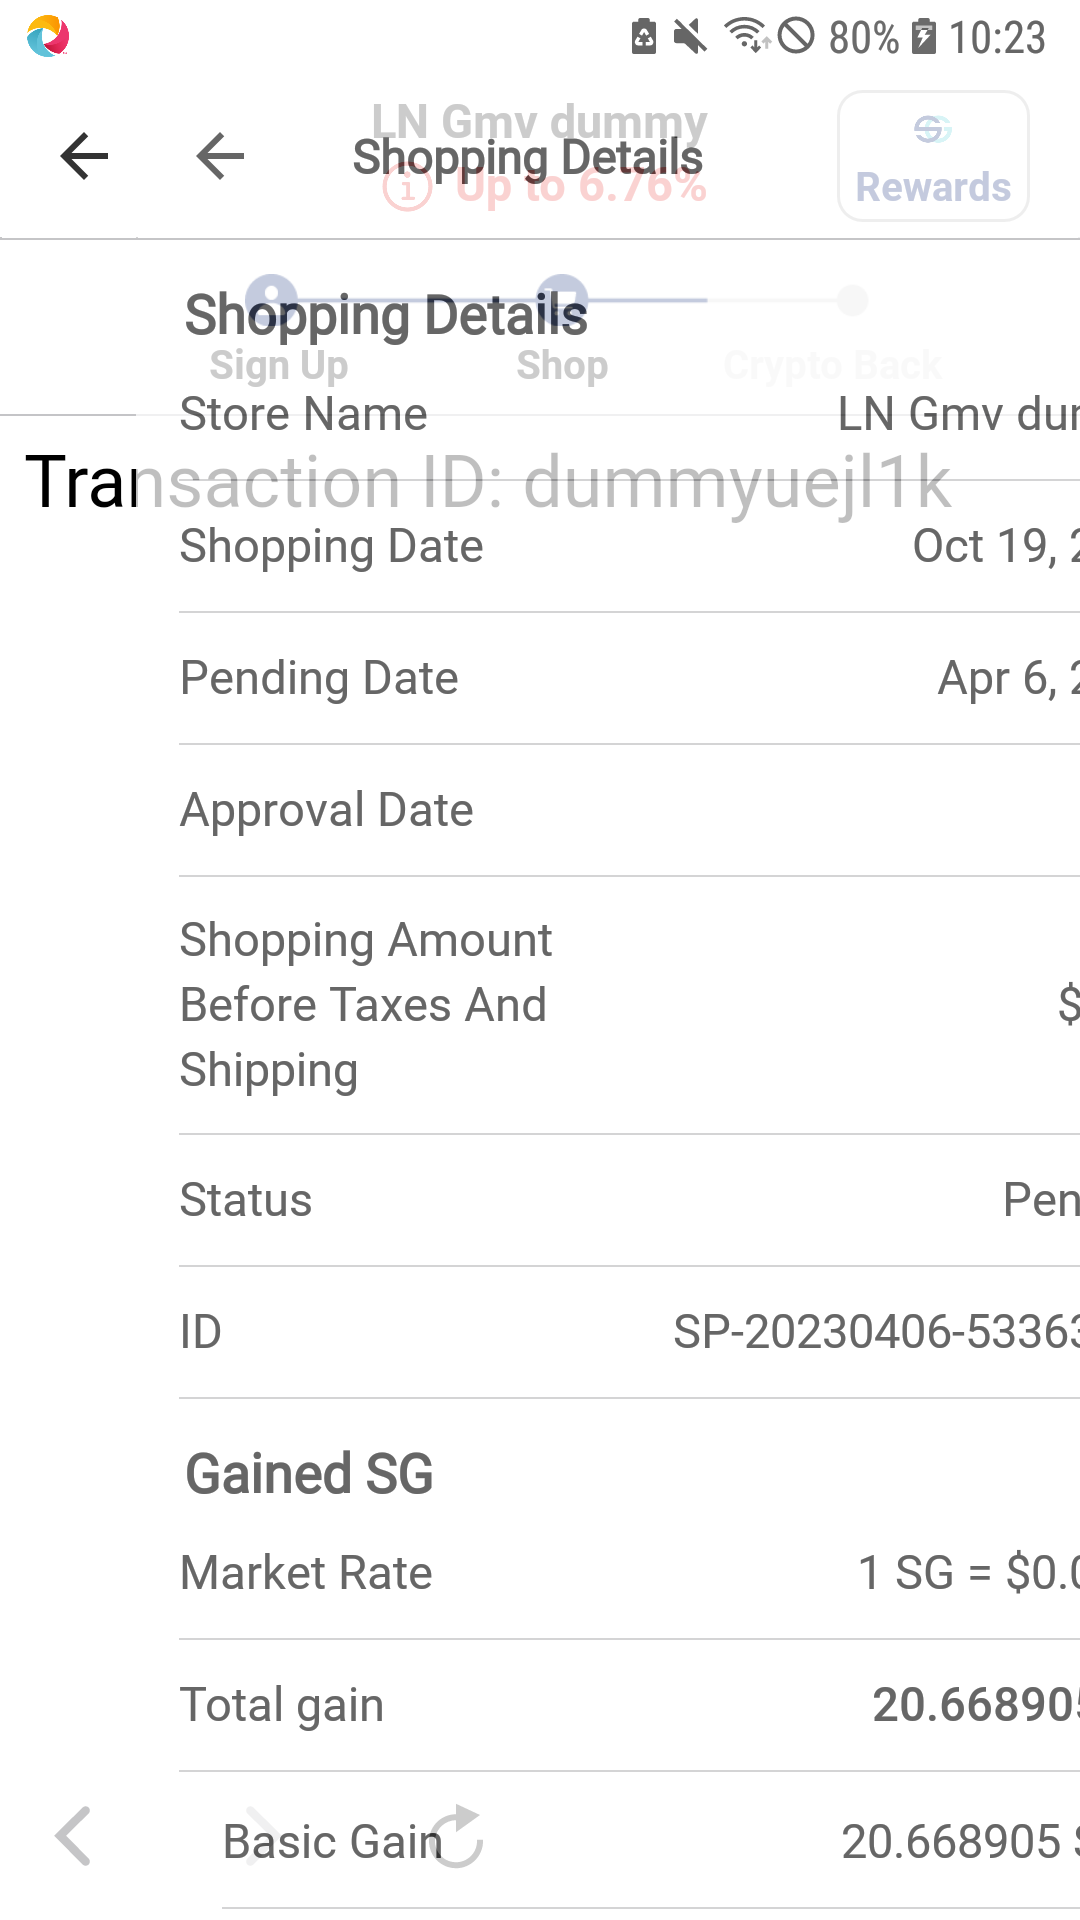 80% 10:23
LN Gmv dummy
Shopping Details
Up to 6.76%
Rewards
Shopping Details
Sign Up Shop Crypto Back
Store Name LN Gmv dur
Transaction ID: dummyuejl1k
Shopping Date Oct 19, 2
Pending Date Apr 6, 2
Approval Date
Shopping Amount
Before Taxes And $
Shipping
Status Pen
ID SP-20230406-53363
Gained SG
Market Rate 1 SG = $0.0
Total gain 20.668905
Basic Gain 20.668905 S